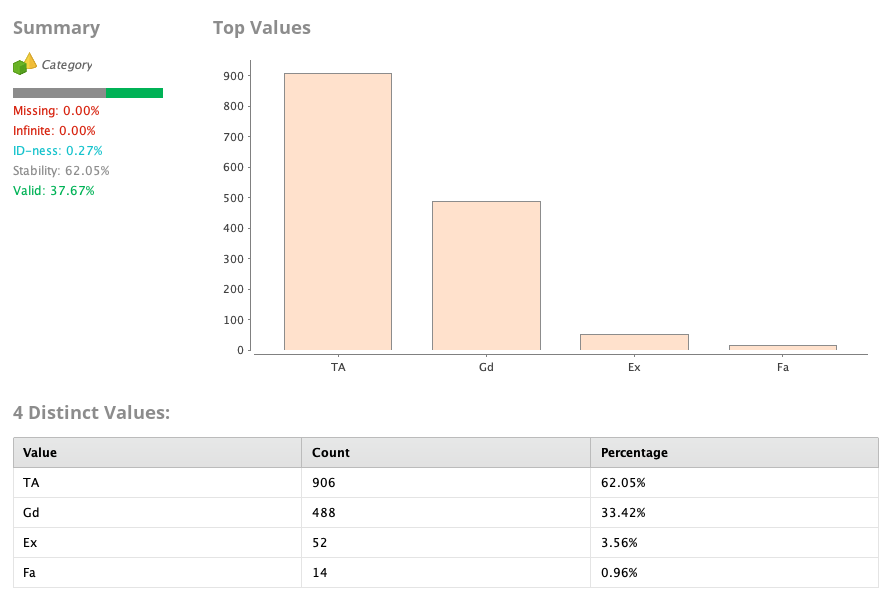 Summary
Category
Missing: 0.00%
Infinite: 0.00%
ID-ness: 0.27%
Stability: 62.05%
Valid: 37.67%
Top Values
900
800
700
600
500
400
300
200
100
0
TA Gd Ex Fa
4 Distinct Values:
Value Count Percentage
TA 906 62.05%
Gd 488 33.42%
Ex 52 3.56%
Fa 14 0.96%